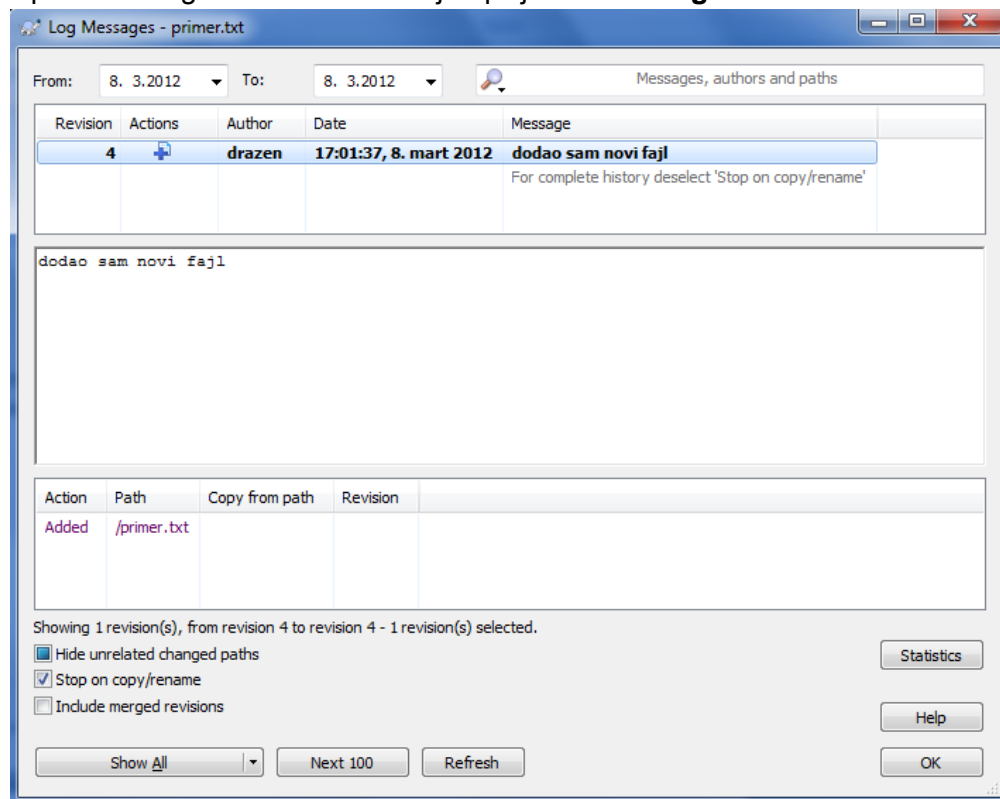 Log Messages - primer.txt
From: 8. 3.2012 To: 8. 3.2012 Messages, authors and paths
Revision Actions Author Date Message
4 drazen 17:01:37, 8. mart 2012 dodao sam novi fajl
For complete history deselect 'Stop on copy/rename'
dodao sam novi fajl
Action Path Copy from path Revision
Added /primer.txt
Showing 1 revision(s), from revision 4 to revision 4 - 1 revision(s) selected.
Hide unrelated changed paths
Statistics
Stop on copy/rename
Include merged revisions
Help
Show All Next 100 Refresh OK